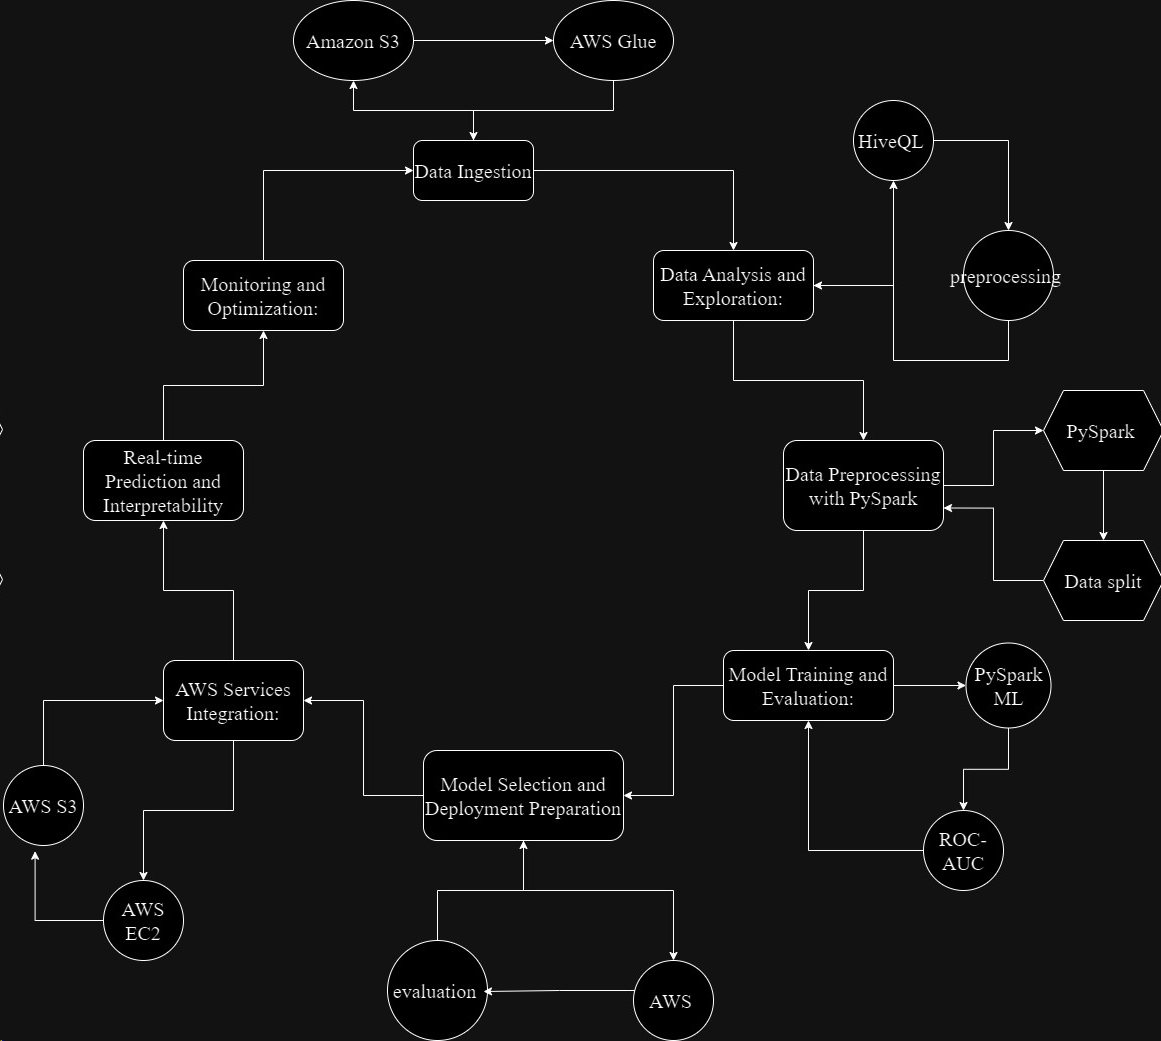 Amazon S3
AWS Glue
HiveQL
Data Ingestion
preprocessing
Data Analysis and
Exploration:
Monitoring and
Optimization:
PySpark
Real-time
Prediction and
Interpretability
Data Preprocessing
with PySpark
Data split
AWS Services
Integration:
Model Training and
Evaluation:
PySpark
ML
Model Selection and
Deployment Preparation
AWS S3
ROC-
AUC
AWS
EC2
evaluation
AWS